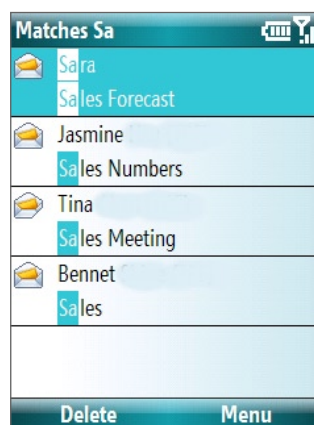 Matches Sa
Sara
Sales Forecast
Jasmine
Sales Numbers
Tina
Sales Meeting
Bennet
Sales
Delete Menu